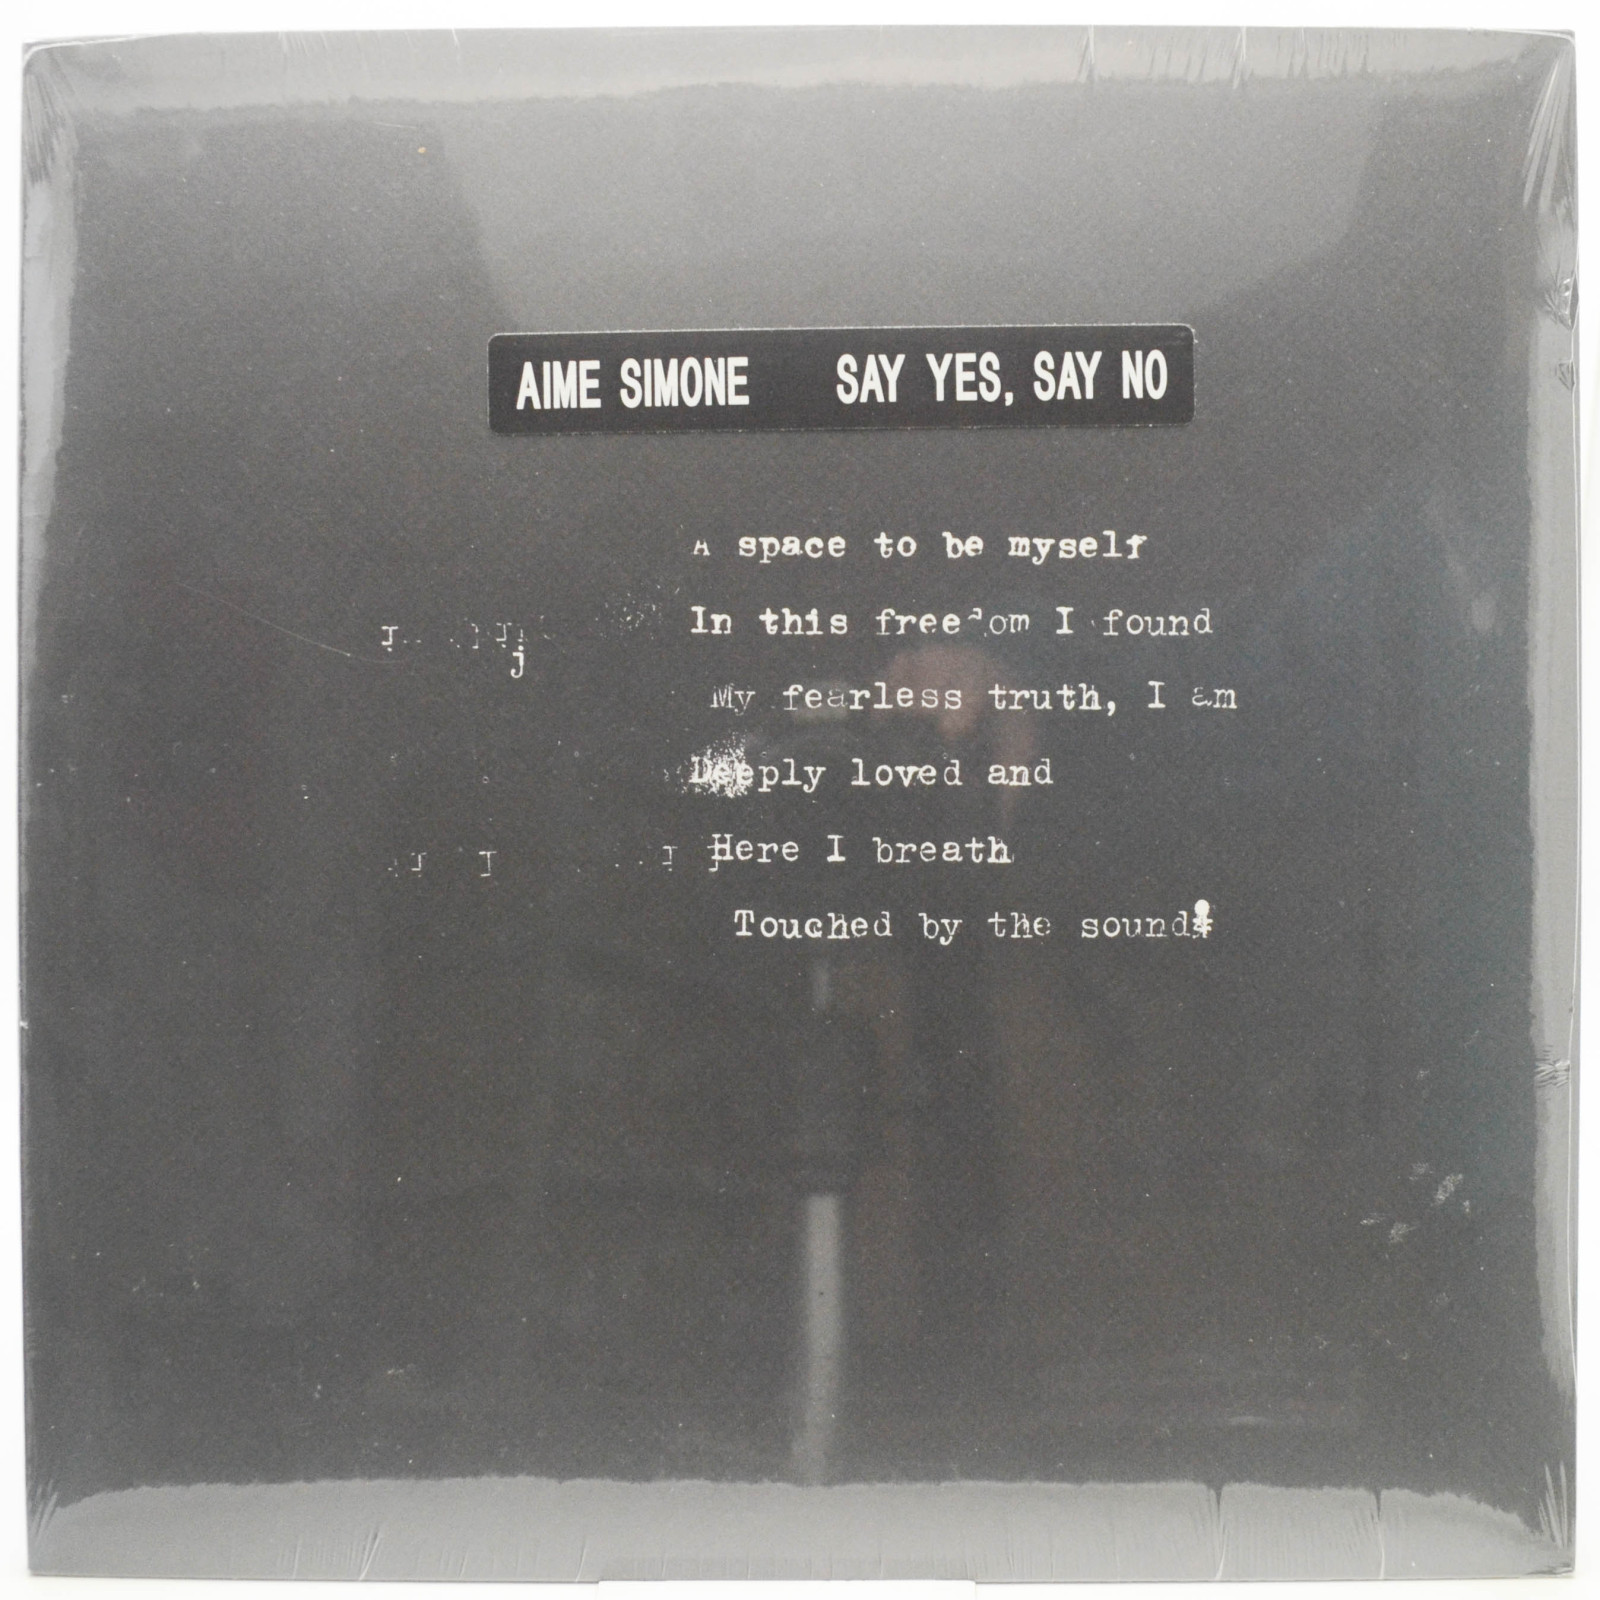 AIME SIMONE SAY YES, SAY NO
A space to be myself
In this freedom I found
My fearless truth, I am
Deeply loved and
Here I breath
Touched by the sound